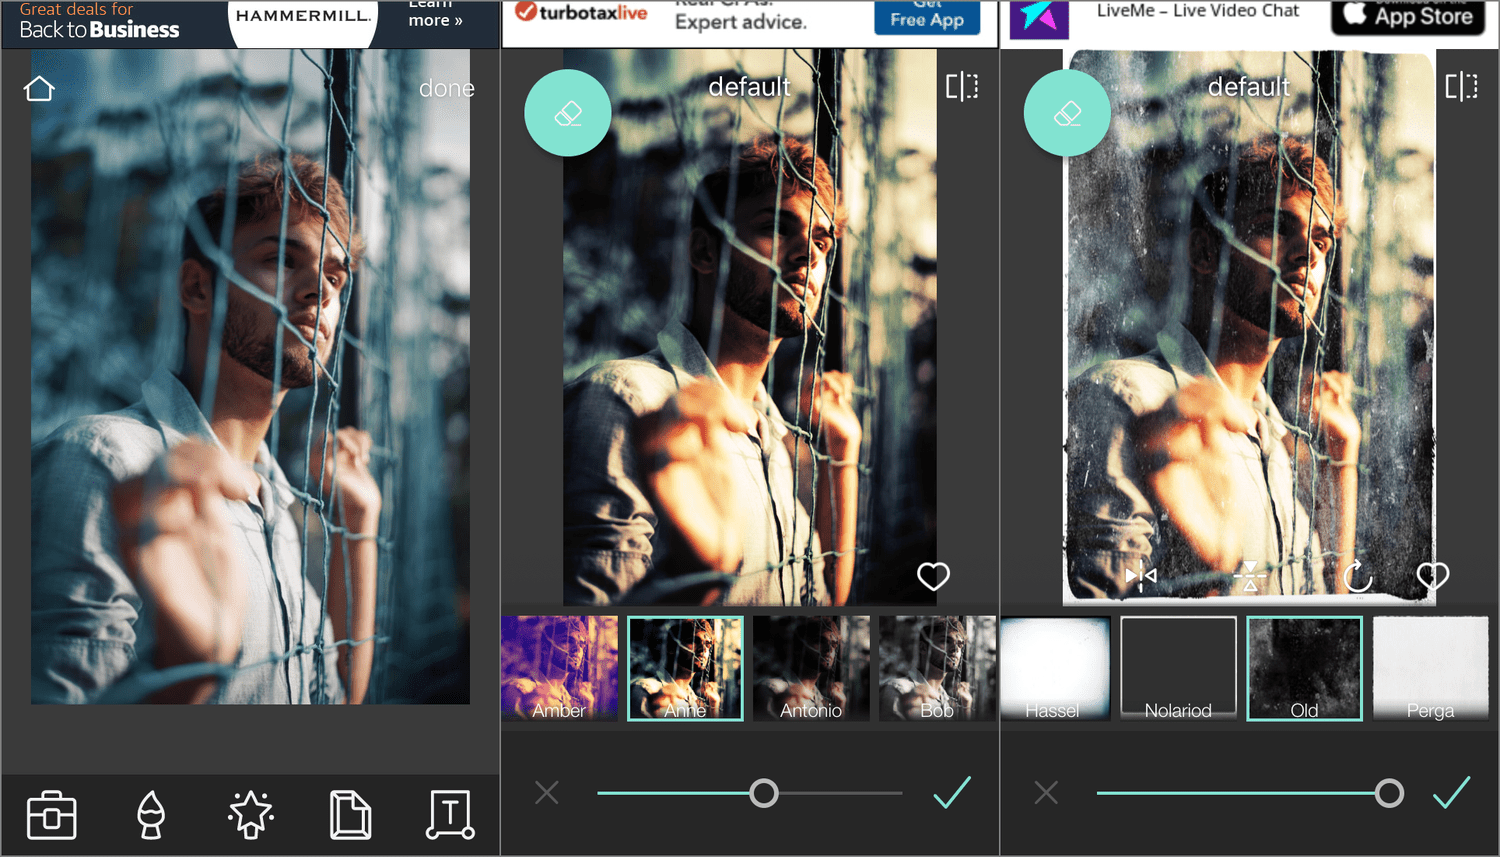 Great deals for
Back to Business
HAMMERMILL.
Learn
more »
done
turbotaxlive
Real CPAs.
Expert advice.
Get
Free App
default
Amber
Anne
Antonio
Bob
LiveMe – Live Video Chat
App Store
default
Hassel
Nolariod
Old
Perga
T